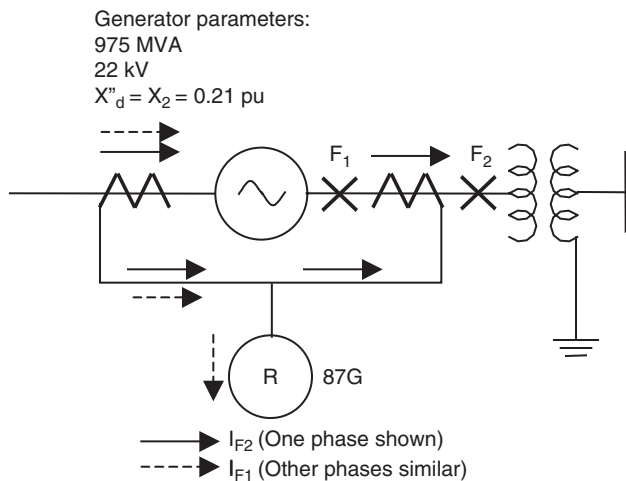 Generator parameters:
975 MVA
22 kV
X"d = X2 = 0.21 pu
F1
F2
R
87G
IF2 (One phase shown)
IF1 (Other phases similar)